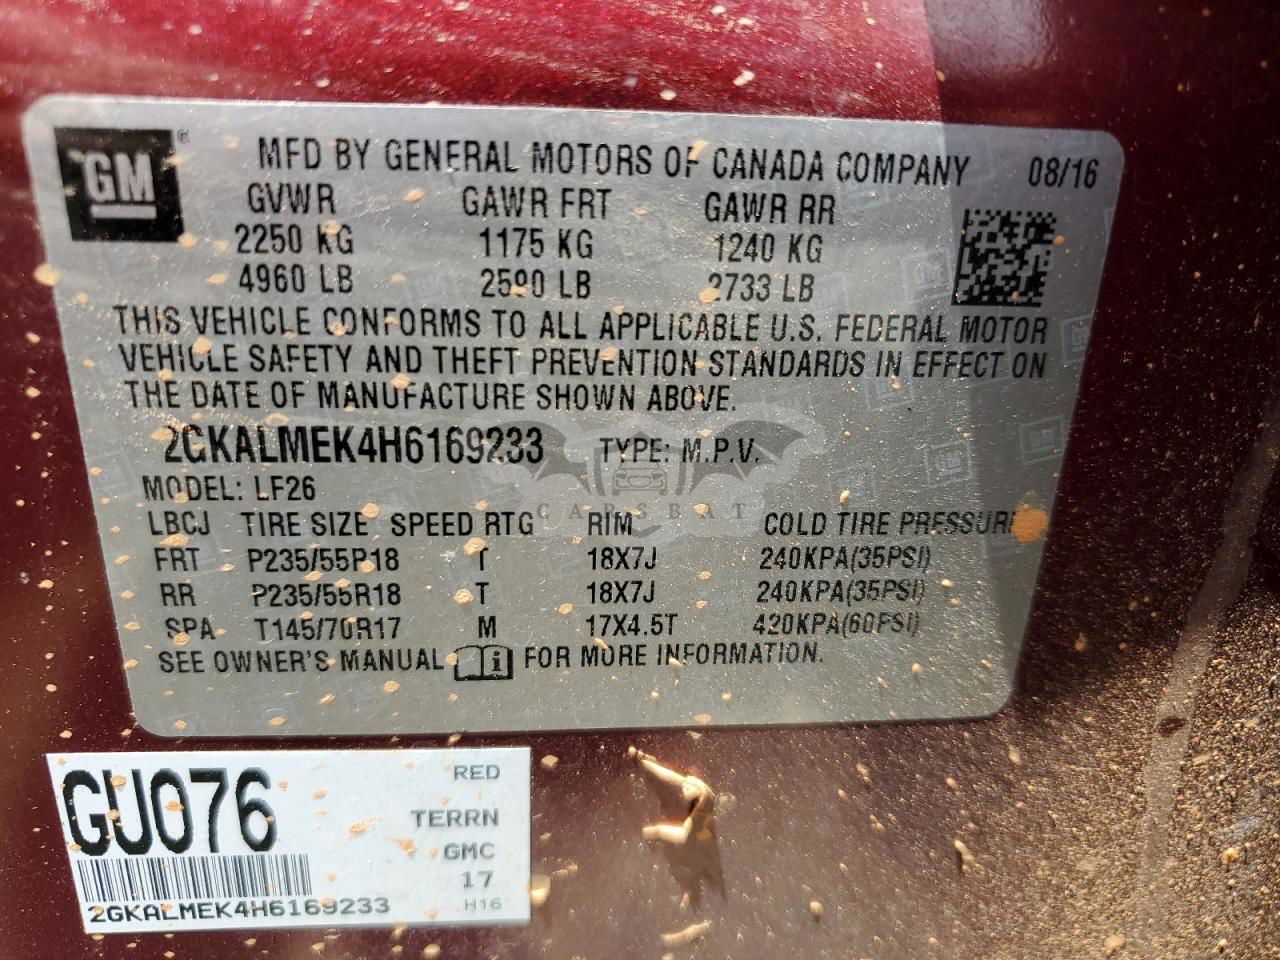 GM ®
MFD BY GENERAL MOTORS OF CANADA COMPANY 08/16
GVWR GAWR FRT GAWR RR
2250 KG 1175 KG 1240 KG
4960 LB 2590 LB 2733 LB
THIS VEHICLE CONFORMS TO ALL APPLICABLE U.S. FEDERAL MOTOR
VEHICLE SAFETY AND THEFT PREVENTION STANDARDS IN EFFECT ON
THE DATE OF MANUFACTURE SHOWN ABOVE.
2GKALMEK4H6169233 TYPE: M.P.V.
CARSBAT
MODEL: LF26
LBCJ TIRE SIZE SPEED RTG RIM COLD TIRE PRESSURE
FRT P235/55R18 T 18X7J 240KPA(35PSI)
RR P235/55R18 T 18X7J 240KPA(35PSI)
SPA T145/70R17 M 17X4.5T 420KPA(60PSI)
SEE OWNER'S MANUAL i FOR MORE INFORMATION.
GU076 RED
TERRN
GMC
17
2GKALMEK4H6169233 H16